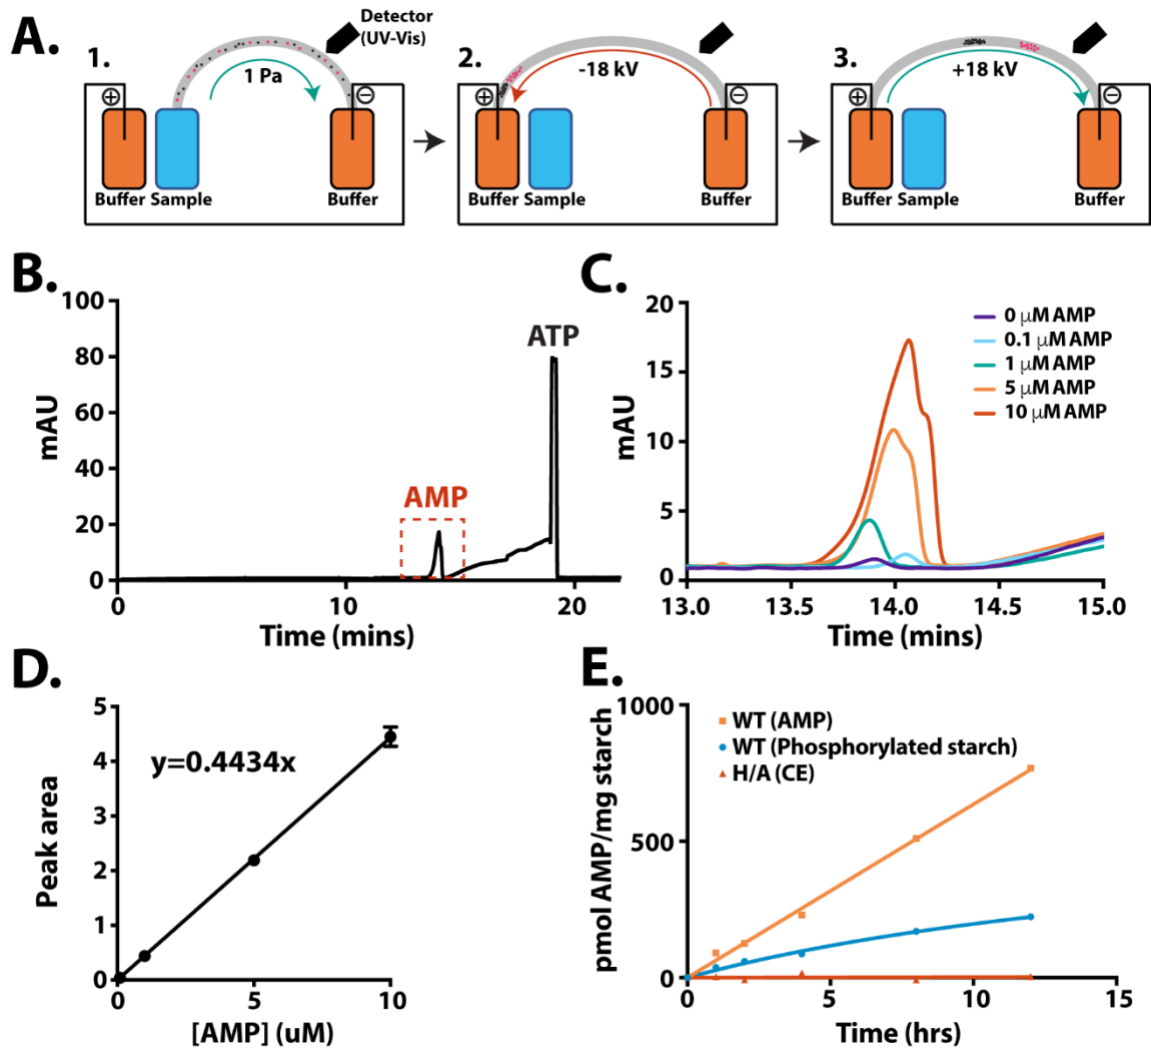 A.
1.
Detector
(UV-Vis)
1 Pa
+
−
Buffer Sample
Buffer
2.
-18 kV
+
−
Buffer Sample
Buffer
3.
+18 kV
+
−
Buffer Sample
Buffer
B.
100
80
60
40
20
0
mAU
AMP
ATP
0 10 20
Time (mins)
C.
20
15
10
5
0
mAU
0 μM AMP
0.1 μM AMP
1 μM AMP
5 μM AMP
10 μM AMP
13.0 13.5 14.0 14.5 15.0
Time (mins)
D.
5
4
3
2
1
0
Peak area
y=0.4434x
0 5 10
[AMP] (uM)
E.
1000
500
0
pmol AMP/mg starch
WT (AMP)
WT (Phosphorylated starch)
H/A (CE)
0 5 10 15
Time (hrs)